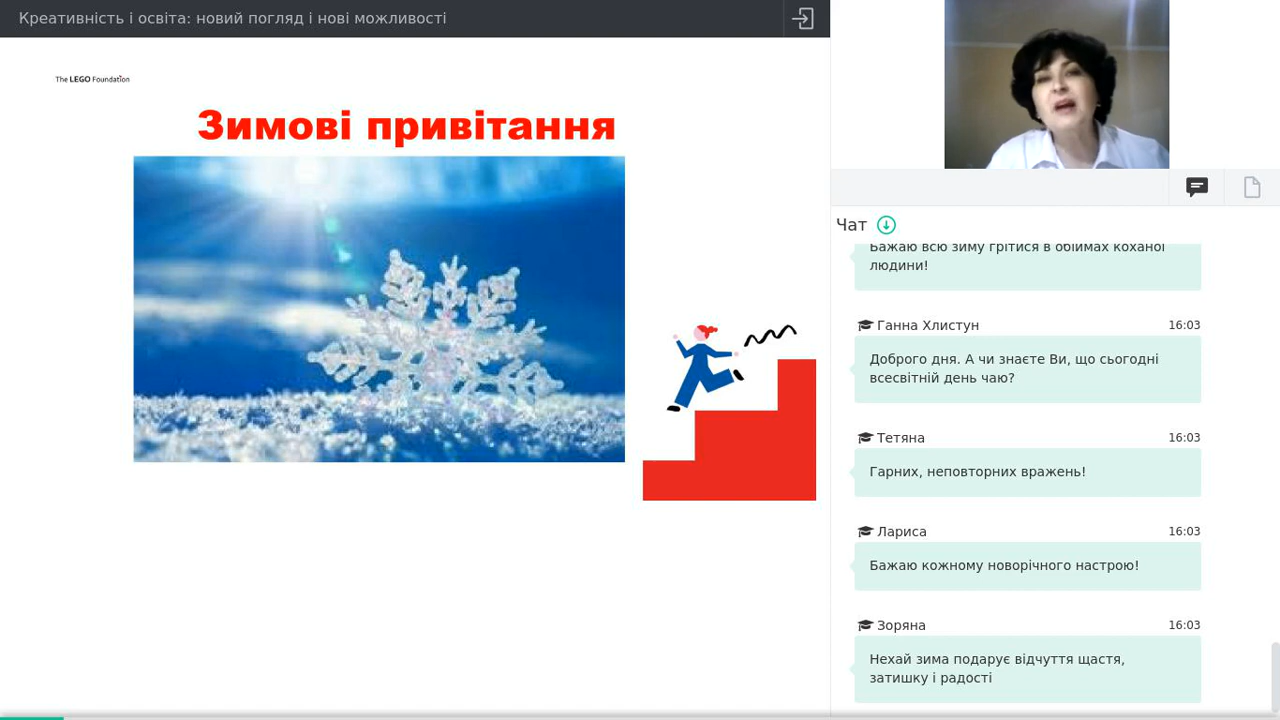 Креативність і освіта: новий погляд і нові можливості
The LEGO Foundation
Зимові привітання
Чат
Бажаю всю зиму грітися в обіймах коханої
людини!
Ганна Хлистун 16:03
Доброго дня. А чи знаєте Ви, що сьогодні
всесвітній день чаю?
Тетяна 16:03
Гарних, неповторних вражень!
Лариса 16:03
Бажаю кожному новорічного настрою!
Зоряна 16:03
Нехай зима подарує відчуття щастя,
затишку і радості